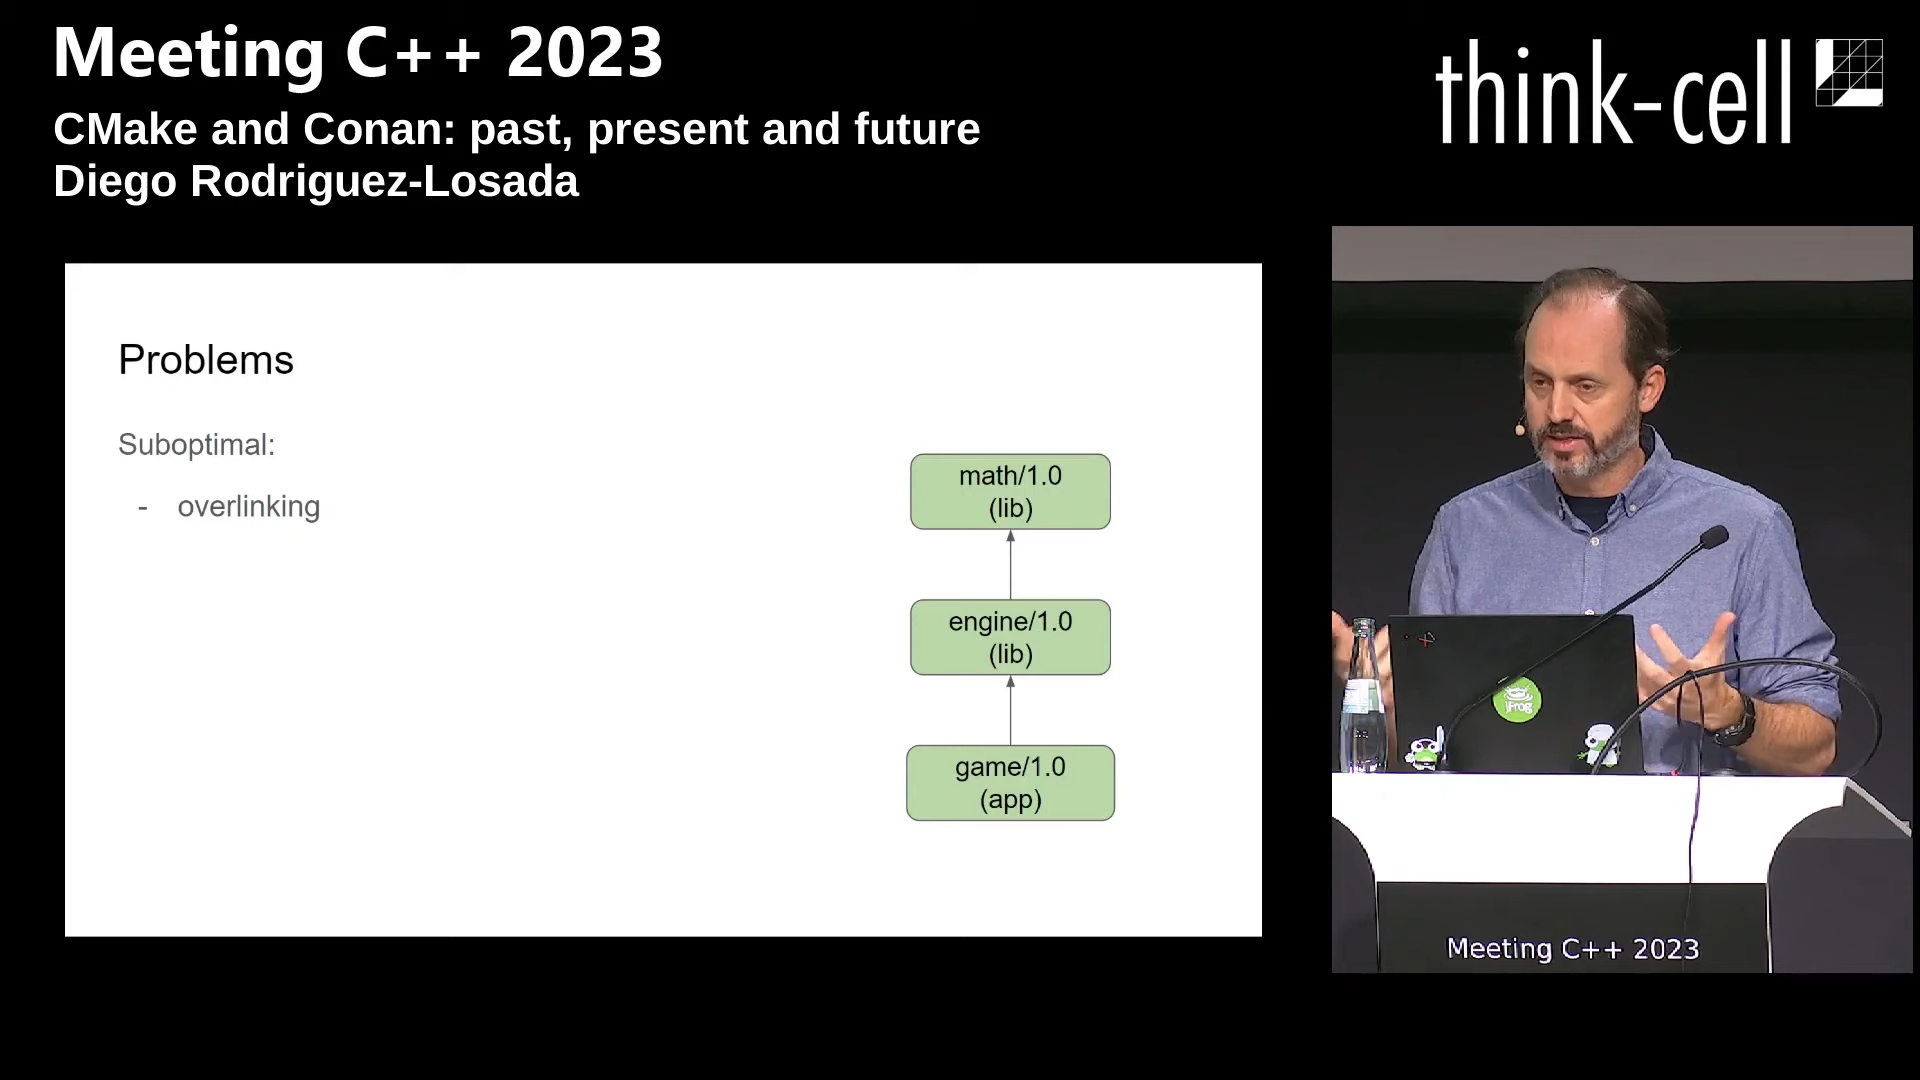 Meeting C++ 2023
CMake and Conan: past, present and future
Diego Rodriguez-Losada
think-cell
Problems
Suboptimal:
- overlinking
math/1.0
(lib)
engine/1.0
(lib)
game/1.0
(app)
jFrog
Meeting C++ 2023